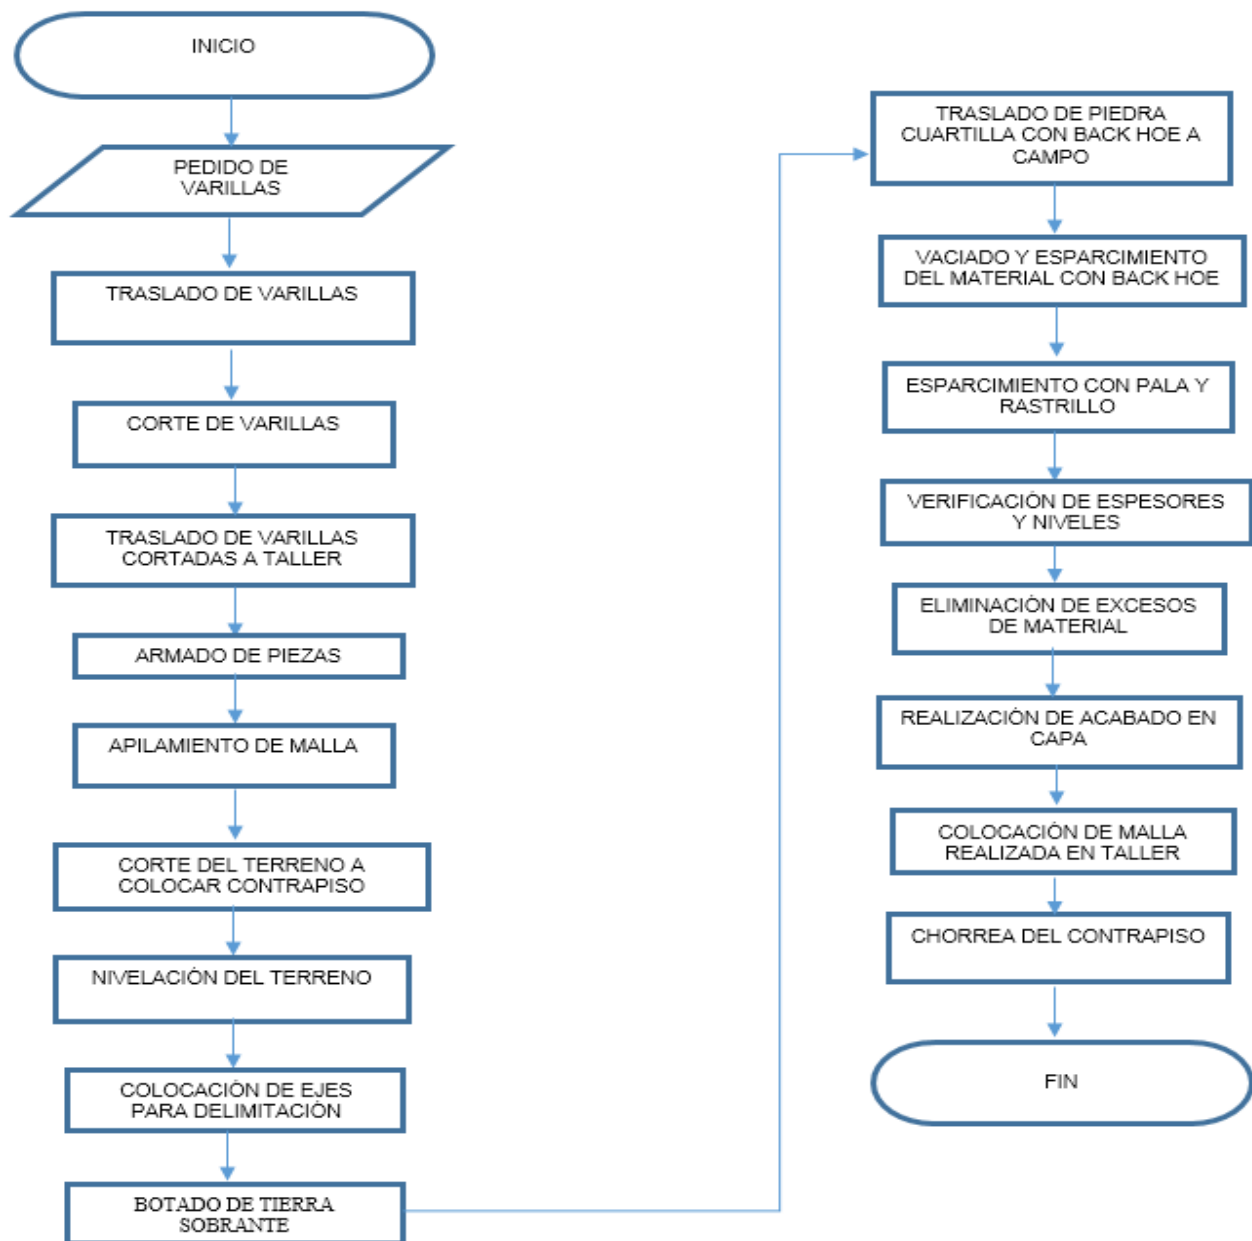 INICIO
PEDIDO DE
VARILLAS
TRASLADO DE VARILLAS
CORTE DE VARILLAS
TRASLADO DE VARILLAS
CORTADAS A TALLER
ARMADO DE PIEZAS
APILAMIENTO DE MALLA
CORTE DEL TERRENO A
COLOCAR CONTRAPISO
NIVELACIÓN DEL TERRENO
COLOCACIÓN DE EJES
PARA DELIMITACIÓN
BOTADO DE TIERRA
SOBRANTE
TRASLADO DE PIEDRA
CUARTILLA CON BACK HOE A
CAMPO
VACIADO Y ESPARCIMIENTO
DEL MATERIAL CON BACK HOE
ESPARCIMIENTO CON PALA Y
RASTRILLO
VERIFICACIÓN DE ESPESORES
Y NIVELES
ELIMINACIÓN DE EXCESOS
DE MATERIAL
REALIZACIÓN DE ACABADO EN
CAPA
COLOCACIÓN DE MALLA
REALIZADA EN TALLER
CHORREA DEL CONTRAPISO
FIN